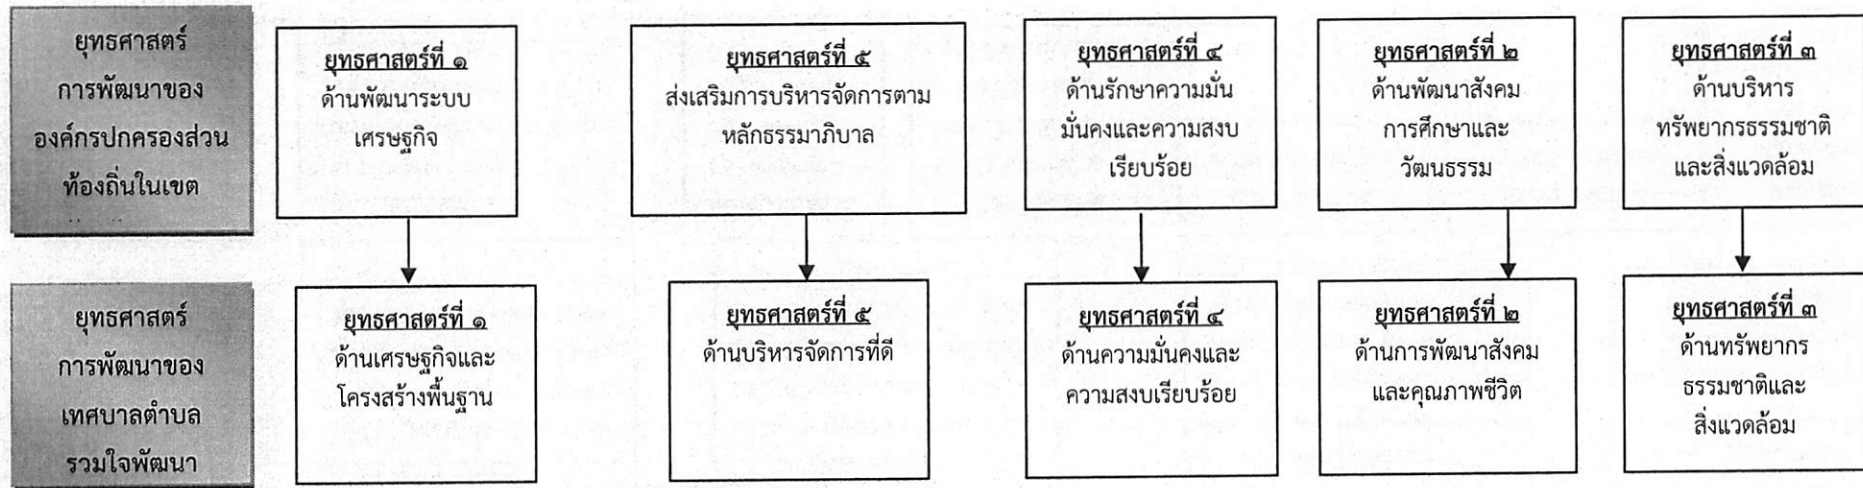 ยุทธศาสตร์
การพัฒนาของ
องค์กรปกครองส่วน
ท้องถิ่นในเขต
ยุทธศาสตร์ที่ ๑
ด้านพัฒนาระบบ
เศรษฐกิจ
ยุทธศาสตร์ที่ ๕
ส่งเสริมการบริหารจัดการตาม
หลักธรรมาภิบาล
ยุทธศาสตร์ที่ ๔
ด้านรักษาความมั่น
มั่นคงและความสงบ
เรียบร้อย
ยุทธศาสตร์ที่ ๒
ด้านพัฒนาสังคม
การศึกษาและ
วัฒนธรรม
ยุทธศาสตร์ที่ ๓
ด้านบริหาร
ทรัพยากรธรรมชาติ
และสิ่งแวดล้อม
ยุทธศาสตร์
การพัฒนาของ
เทศบาลตำบล
รวมใจพัฒนา
ยุทธศาสตร์ที่ ๑
ด้านเศรษฐกิจและ
โครงสร้างพื้นฐาน
ยุทธศาสตร์ที่ ๕
ด้านบริหารจัดการที่ดี
ยุทธศาสตร์ที่ ๔
ด้านความมั่นคงและ
ความสงบเรียบร้อย
ยุทธศาสตร์ที่ ๒
ด้านการพัฒนาสังคม
และคุณภาพชีวิต
ยุทธศาสตร์ที่ ๓
ด้านทรัพยากร
ธรรมชาติและ
สิ่งแวดล้อม